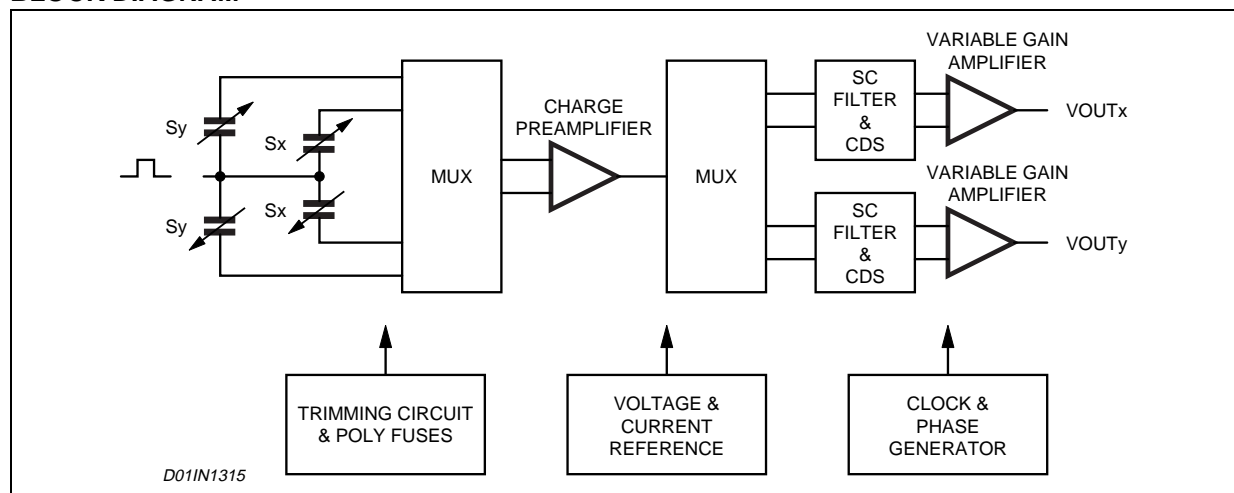 BLOCK DIAGRAM
VARIABLE GAIN
AMPLIFIER
SC
FILTER
&
CDS
VOUTx
CHARGE
PREAMPLIFIER
Sy
Sx
MUX
MUX
VARIABLE GAIN
AMPLIFIER
Sy
Sx
SC
FILTER
&
CDS
VOUTy
TRIMMING CIRCUIT
& POLY FUSES
VOLTAGE &
CURRENT
REFERENCE
CLOCK &
PHASE
GENERATOR
D01IN1315